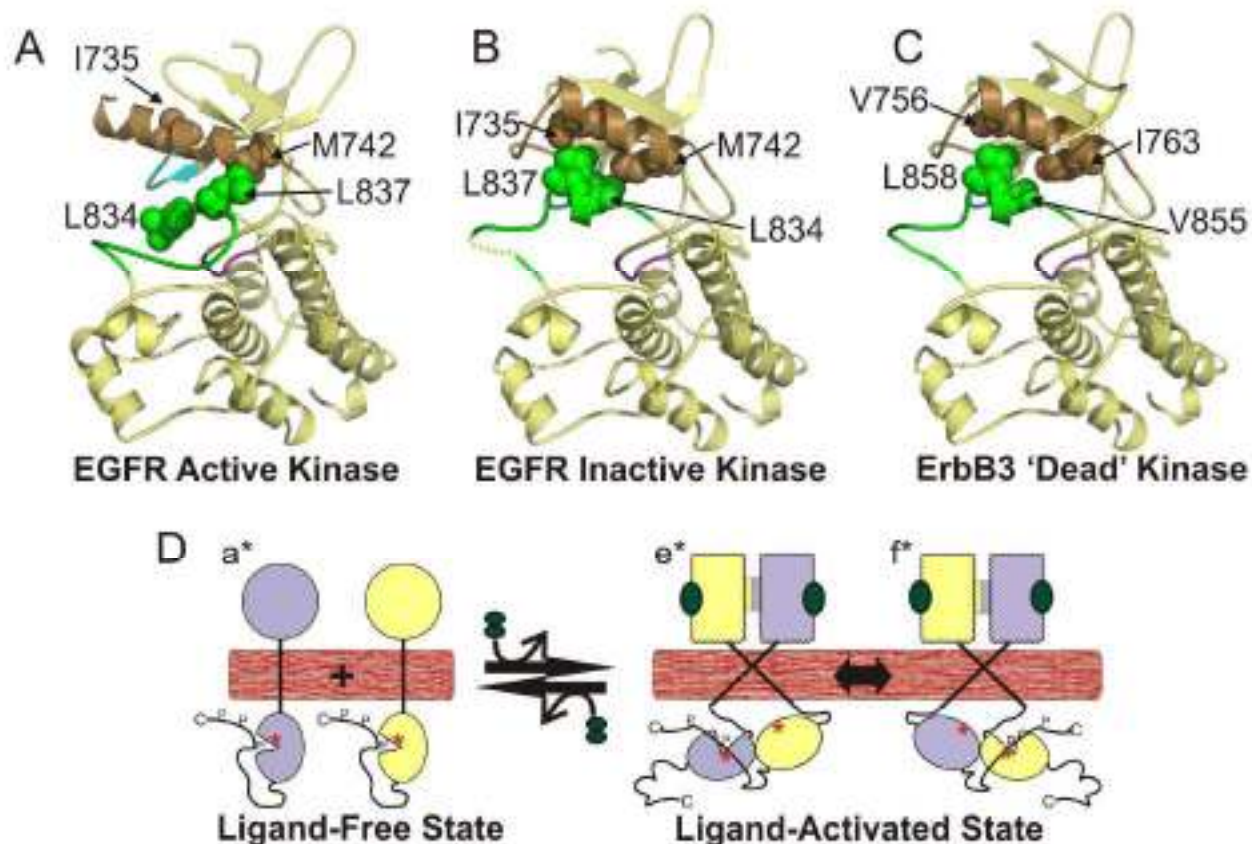 A
I735
M742
L837
L834
EGFR Active Kinase
B
I735
M742
L837
L834
EGFR Inactive Kinase
C
V756
I763
L858
V855
ErbB3 'Dead' Kinase
D
a*
+
C P P *
C P P *
Ligand-Free State
e*
f*
C P *
*
C
*
P C
*
C
Ligand-Activated State